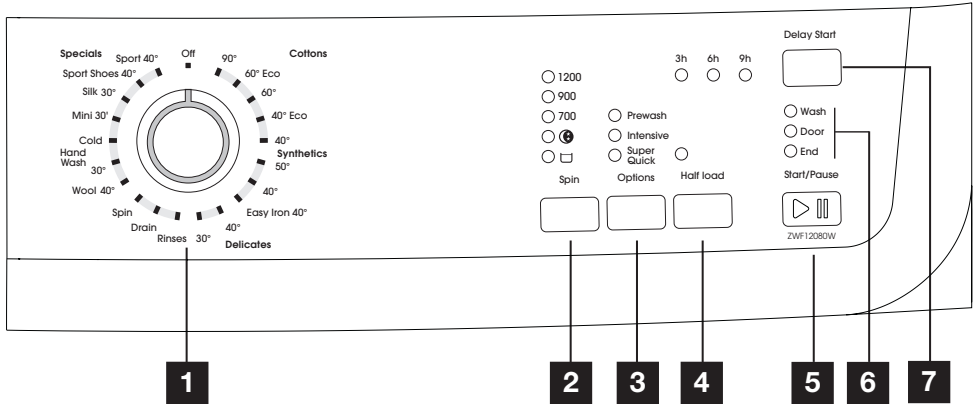 Specials
Off
Cottons
Sport 40°
90°
Sport Shoes 40°
60° Eco
Silk 30°
60°
Mini 30'
40° Eco
Cold
40°
Hand
Wash
30°
Synthetics
50°
Wool 40°
40°
Spin
Easy Iron 40°
Drain
40°
Rinses
30°
Delicates
1200
900
700
Spin
Prewash
Intensive
Super
Quick
Options
Half load
3h 6h 9h
Delay Start
Wash
Door
End
Start/Pause
ZWF12080W
1 2 3 4 5 6 7